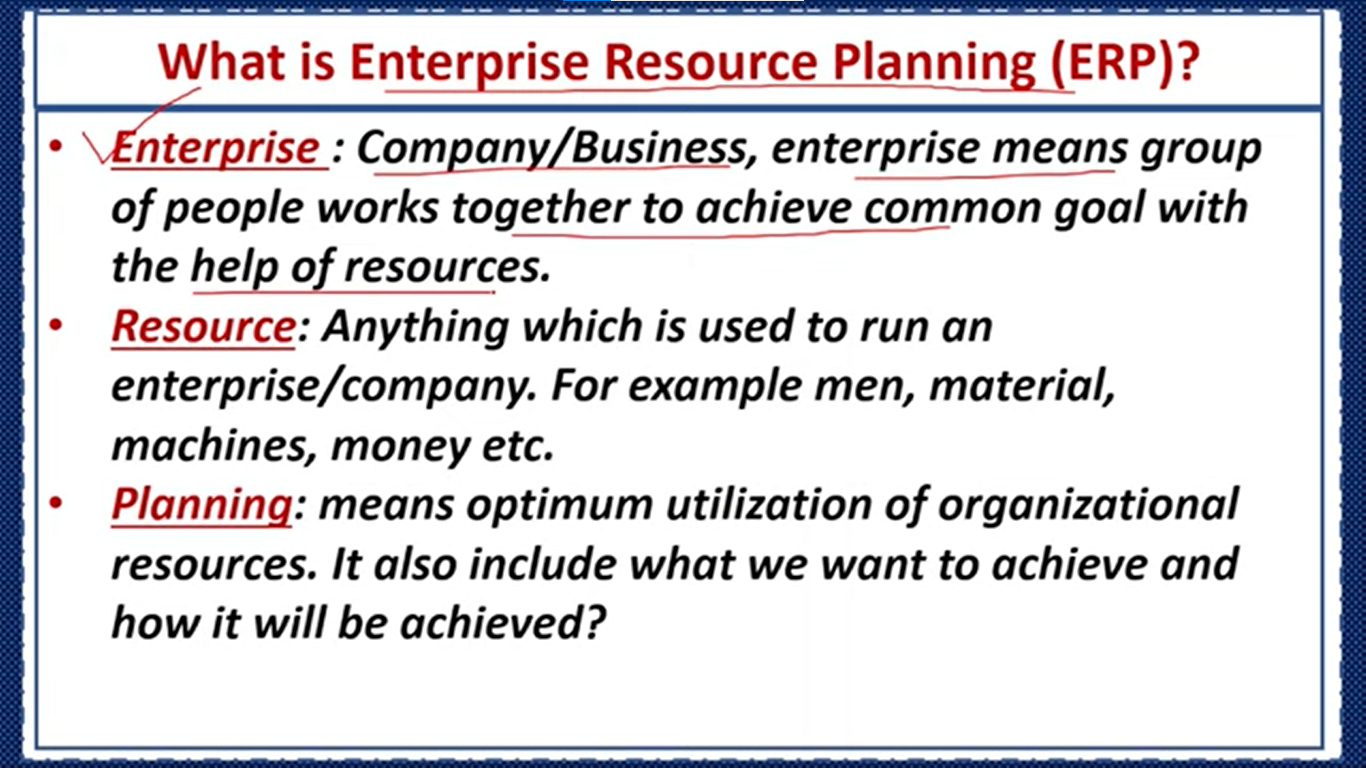 What is Enterprise Resource Planning (ERP)?
• Enterprise : Company/Business, enterprise means group
of people works together to achieve common goal with
the help of resources.
• Resource: Anything which is used to run an
enterprise/company. For example men, material,
machines, money etc.
• Planning: means optimum utilization of organizational
resources. It also include what we want to achieve and
how it will be achieved?